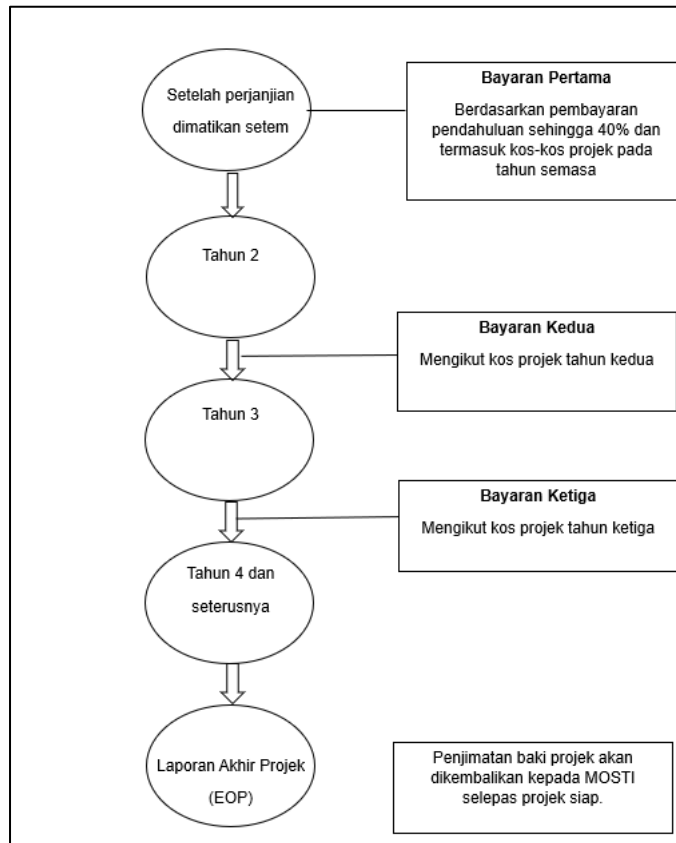 Setelah perjanjian
dimatikan setem
Bayaran Pertama
Berdasarkan pembayaran
pendahuluan sehingga 40% dan
termasuk kos-kos projek pada
tahun semasa
Tahun 2
Bayaran Kedua
Mengikut kos projek tahun kedua
Tahun 3
Bayaran Ketiga
Mengikut kos projek tahun ketiga
Tahun 4 dan
seterusnya
Laporan Akhir Projek
(EOP)
Penjimatan baki projek akan
dikembalikan kepada MOSTI
selepas projek siap.